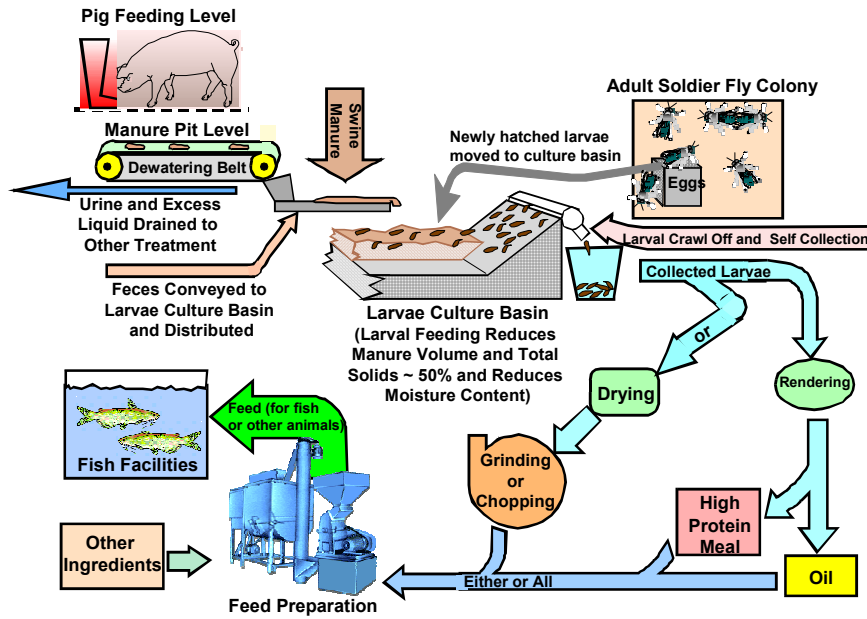 Pig Feeding Level
Manure Pit Level
Dewatering Belt
Urine and Excess
Liquid Drained to
Other Treatment
Feces Conveyed to
Larvae Culture Basin
and Distributed
Swine
Manure
Newly hatched larvae
moved to culture basin
Adult Soldier Fly Colony
Eggs
Larval Crawl Off and Self Collection
Larvae Culture Basin
(Larval Feeding Reduces
Manure Volume and Total
Solids ~ 50% and Reduces
Moisture Content)
Collected Larvae
or
Drying
Rendering
Grinding
or
Chopping
High
Protein
Meal
Oil
Either or All
Feed (for fish
or other animals)
Fish Facilities
Other
Ingredients
Feed Preparation